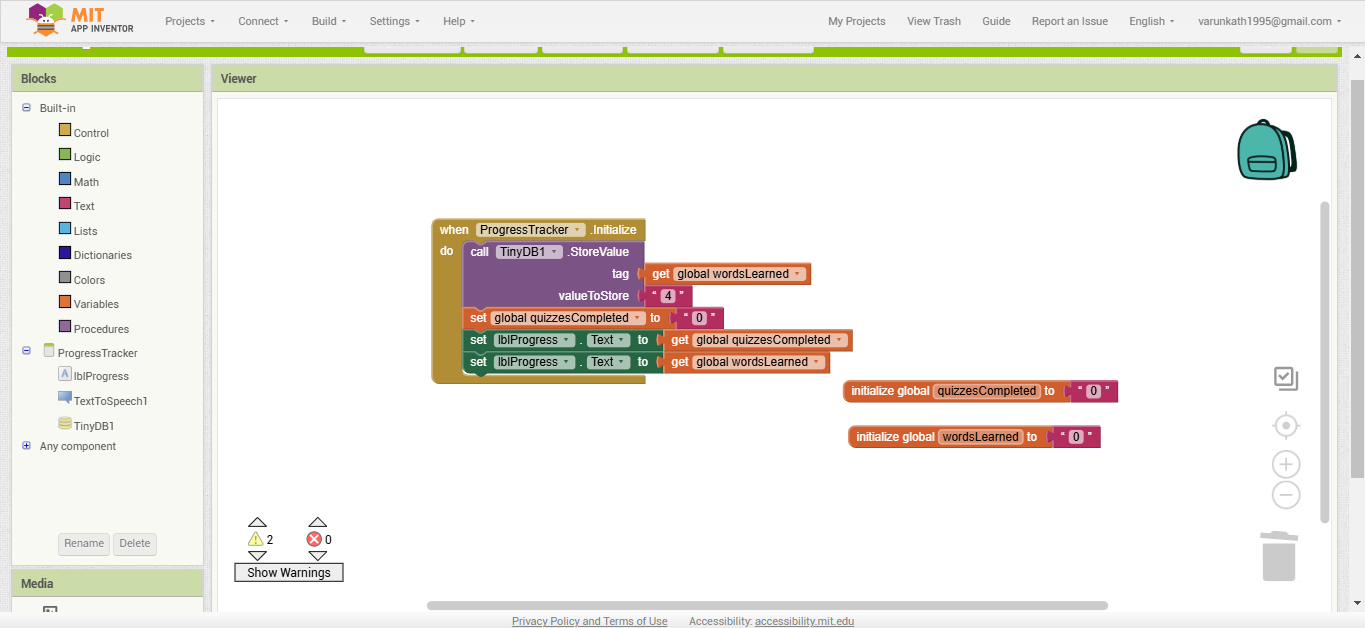 MIT
APP INVENTOR
Projects Connect Build Settings Help My Projects View Trash Guide Report an Issue English varunkath1995@gmail.com
Blocks
Viewer
Built-in
Control
Logic
Math
Text
Lists
Dictionaries
Colors
Variables
Procedures
ProgressTracker
A lblProgress
TextToSpeech1
TinyDB1
Any component
Rename Delete
Media
when ProgressTracker .Initialize
do call TinyDB1 .StoreValue
tag get global wordsLearned
valueToStore “ 4 ”
set global quizzesCompleted to “ 0 ”
set lblProgress . Text to get global quizzesCompleted
set lblProgress . Text to get global wordsLearned
initialize global quizzesCompleted to “ 0 ”
initialize global wordsLearned to “ 0 ”
2 0
Show Warnings
Privacy Policy and Terms of Use Accessibility: accessibility.mit.edu